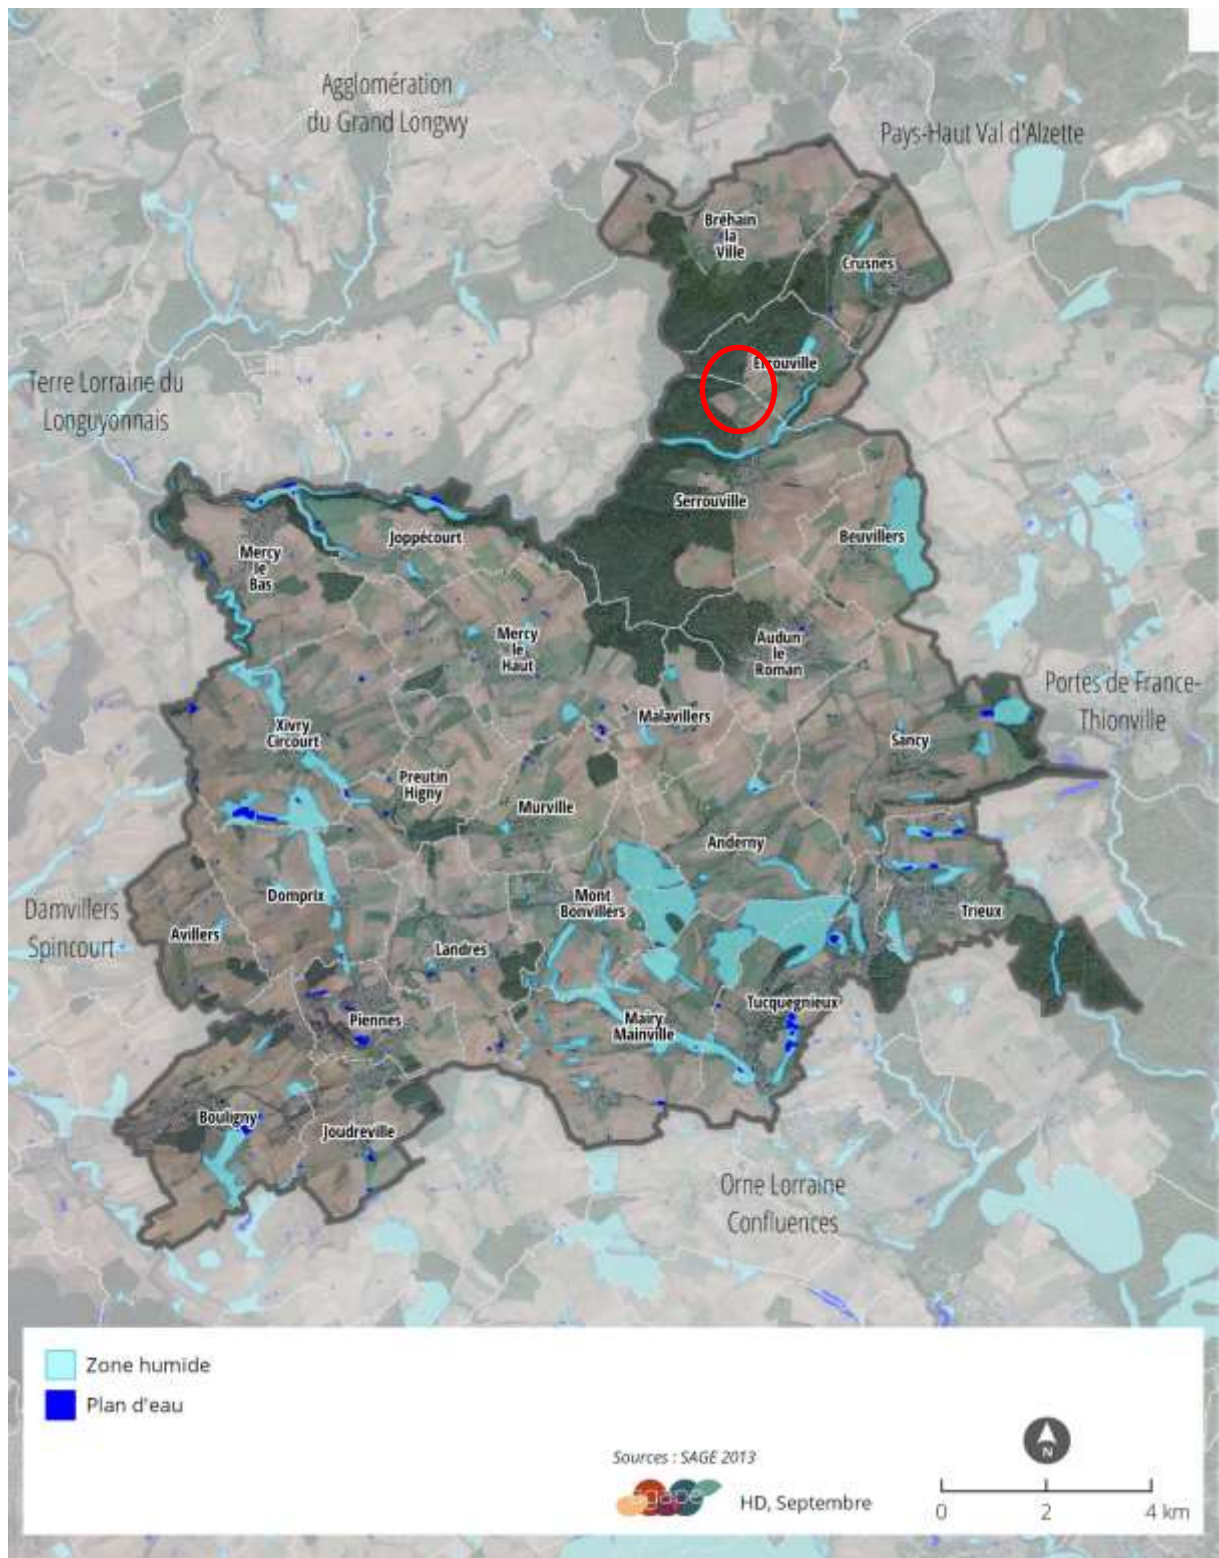 Agglomération
du Grand Longwy
Pays-Haut Val d'Alzette
Bréhain
la
Ville
Crusnes
Errouville
Terre Lorraine du
Longuyonnais
Serrouville
Beuvillers
Joppécourt
Mercy
le
Bas
Mercy
le
Haut
Audun
le
Roman
Portes de France-
Thionville
Malavillers
Xivry
Circourt
Sancy
Preutin
Higny
Murville
Anderny
Domprix
Mont
Bonvillers
Damvillers
Spincourt
Avillers
Trieux
Landres
Tucquegnieux
Piennes
Mairy
Mainville
Bouligny
Joudreville
Orne Lorraine
Confluences
Zone humide
Plan d'eau
Sources : SAGE 2013
agape
HD, Septembre
N
0 2 4 km